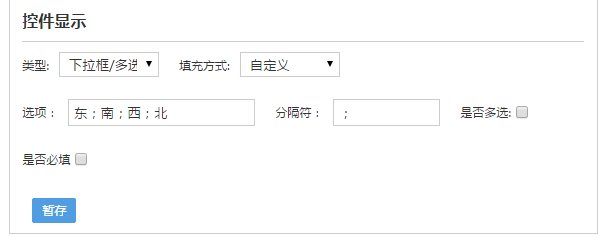 控件显示
类型: 下拉框/多选 填充方式: 自定义
选项： 东；南；西；北 分隔符： ； 是否多选:
是否必填
暂存